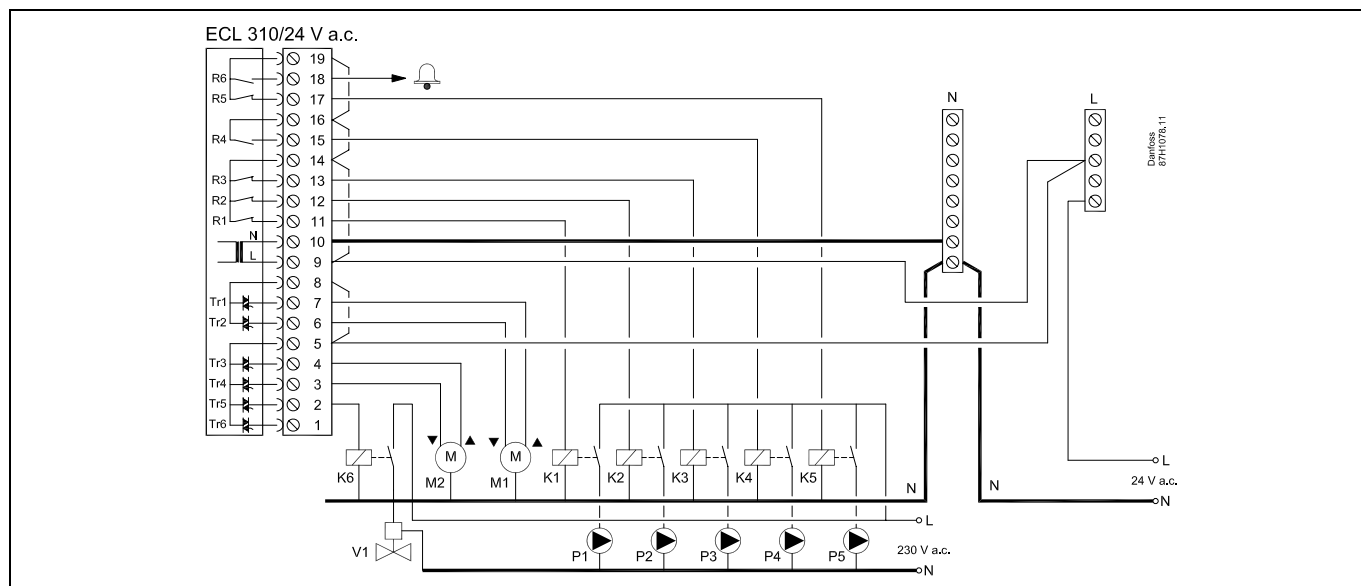 ECL 310/24 V a.c.
19
R6 18
R5 17
16
R4 15
14
R3 13
R2 12
R1 11
N 10
L 9
8
Tr1 7
Tr2 6
5
Tr3 4
Tr4 3
Tr5 2
Tr6 1
N
L
Danfoss
87H1078.11
K6
M
M2
M
M1
K1
K2
K3
K4
K5
N
N
L
24 V a.c.
N
V1
P1
P2
P3
P4
P5
L
230 V a.c.
N